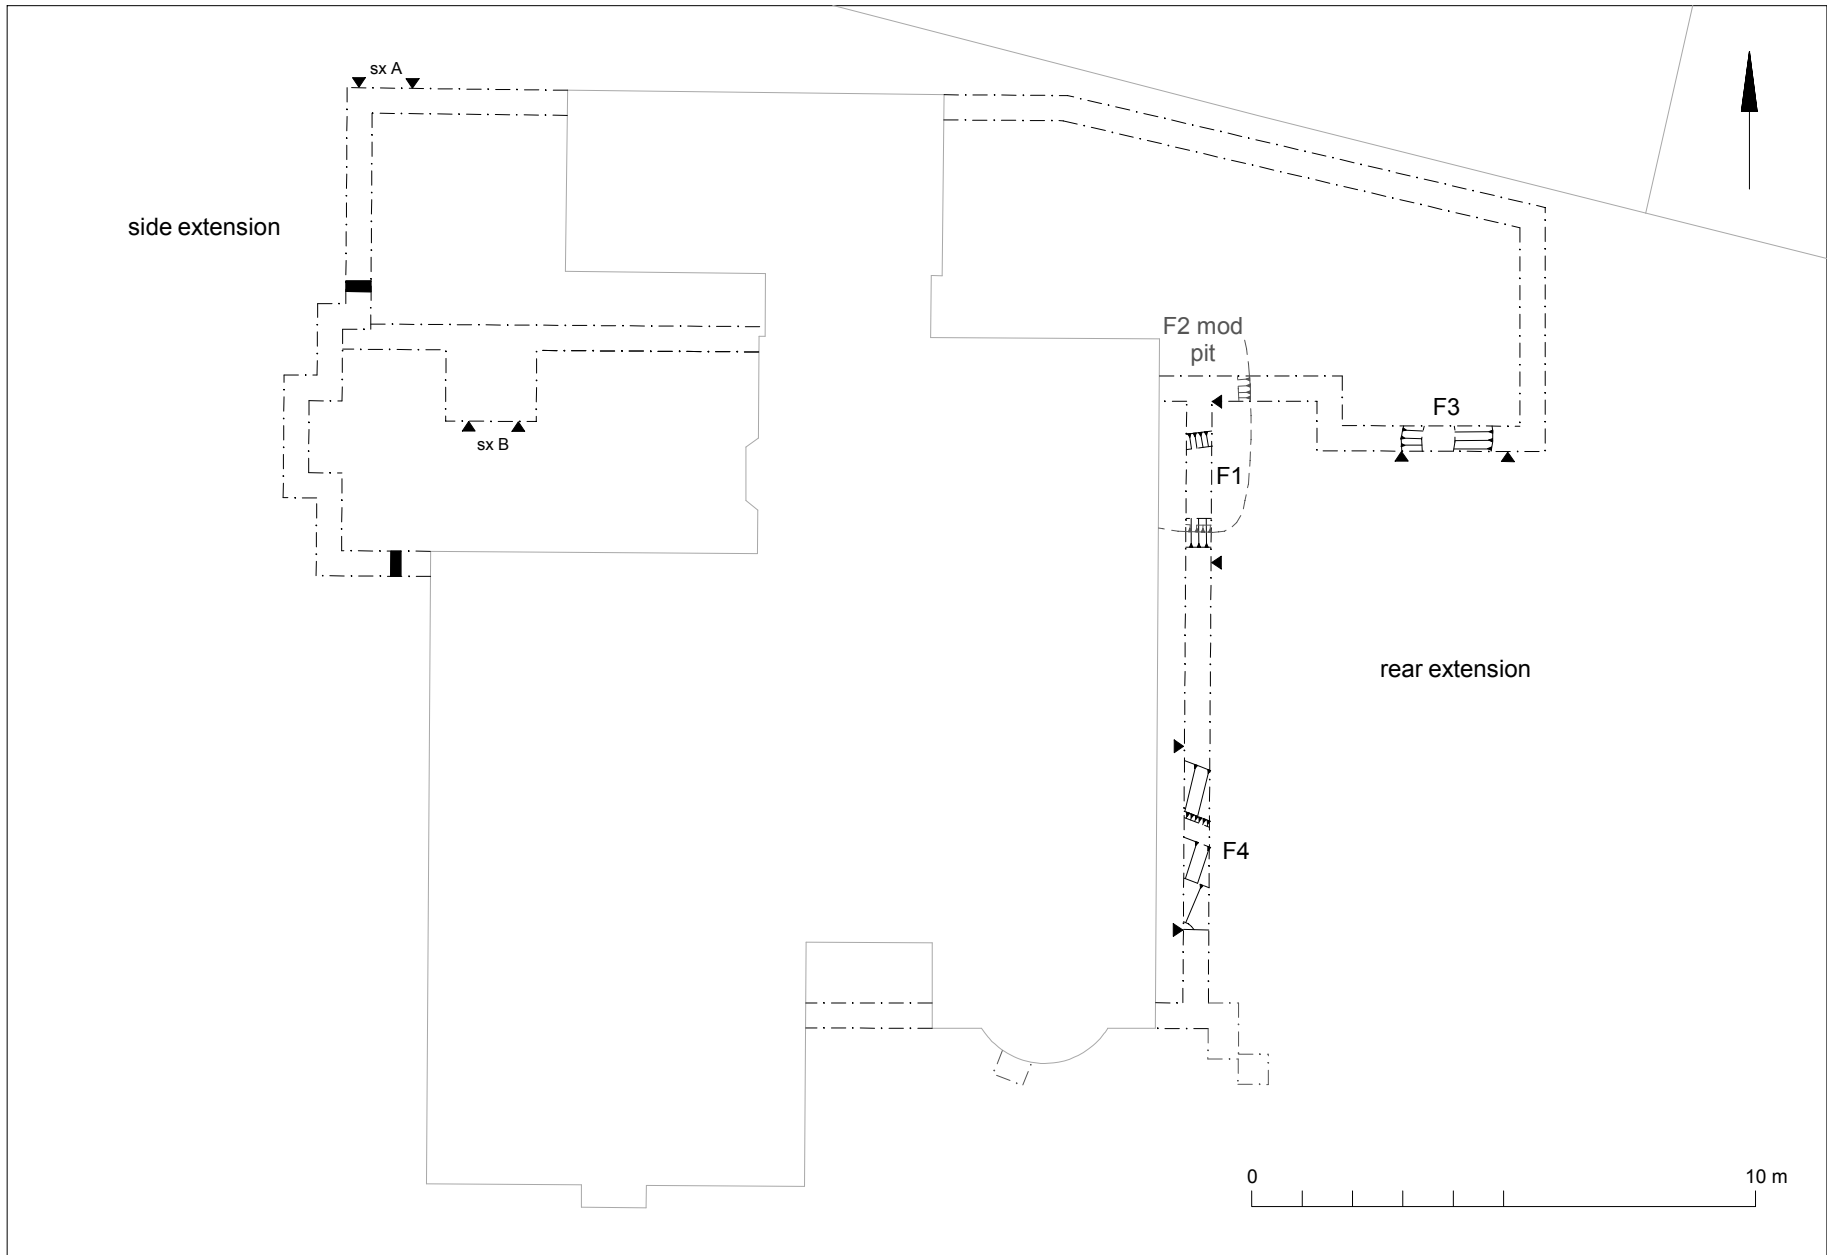 sx A
side extension
F2 mod
pit
F3
sx B
F1
rear extension
F4
0 10 m